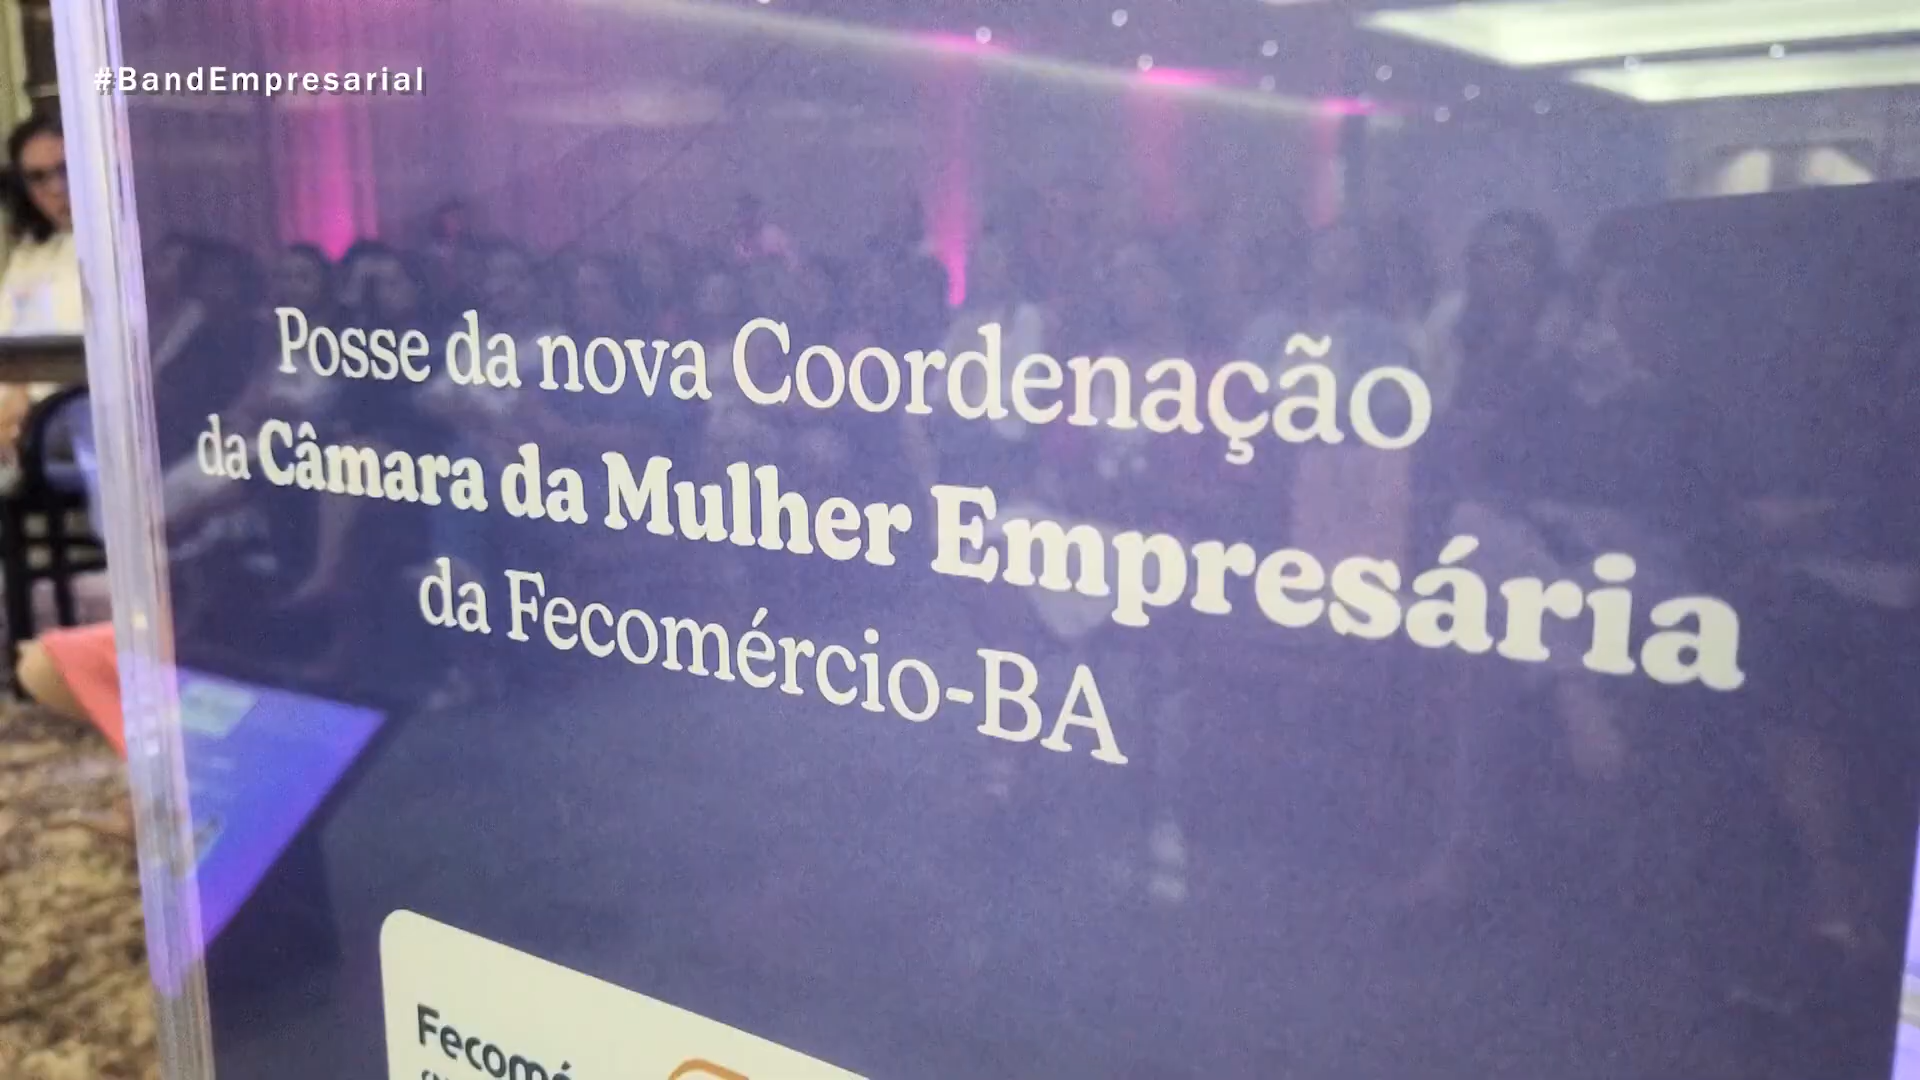 #BandEmpresarial
Posse da nova Coordenação
da Câmara da Mulher Empresária
da Fecomércio-BA